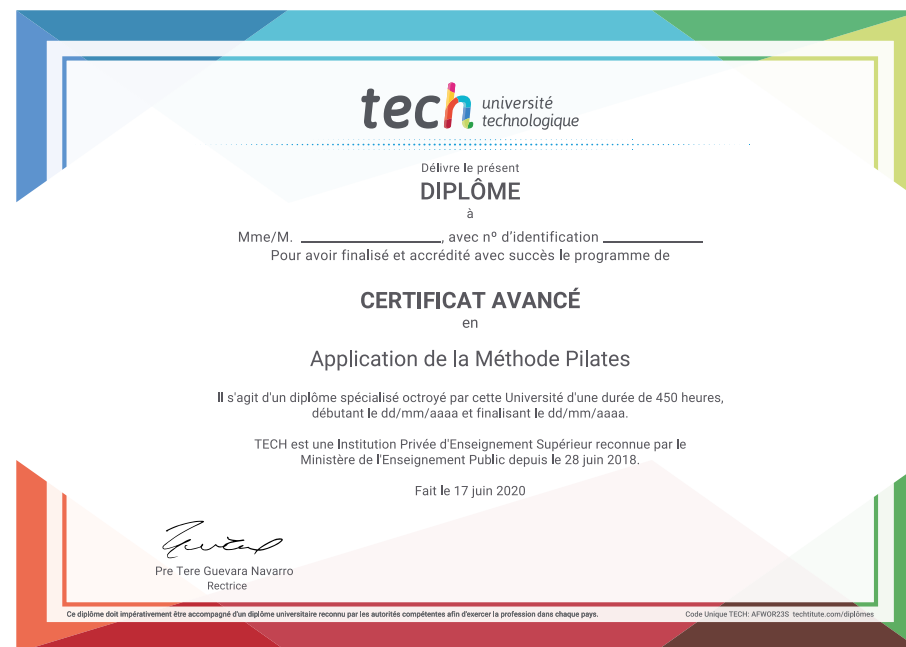 tech université
technologique
Délivre le présent
DIPLÔME
à
Mme/M. ____________________, avec nº d'identification ______________
Pour avoir finalisé et accrédité avec succès le programme de
CERTIFICAT AVANCÉ
en
Application de la Méthode Pilates
Il s'agit d'un diplôme spécialisé octroyé par cette Université d'une durée de 450 heures,
débutant le dd/mm/aaaa et finalisant le dd/mm/aaaa.
TECH est une Institution Privée d'Enseignement Supérieur reconnue par le
Ministère de l'Enseignement Public depuis le 28 juin 2018.
Fait le 17 juin 2020
Pre Tere Guevara Navarro
Rectrice
Ce diplôme doit impérativement être accompagné d'un diplôme universitaire reconnu par les autorités compétentes afin d'exercer la profession dans chaque pays.
Code Unique TECH: AFWOR23S techtitute.com/diplômes